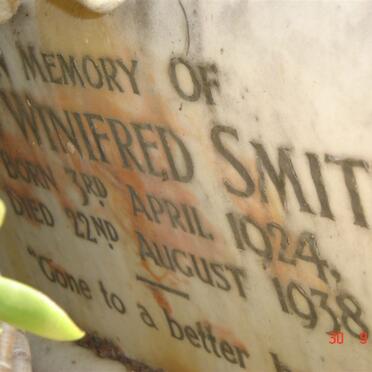 MEMORY OF
WINIFRED SMIT
BORN 3RD APRIL 1924,
DIED 22ND AUGUST 1938
"Gone to a better
30 9